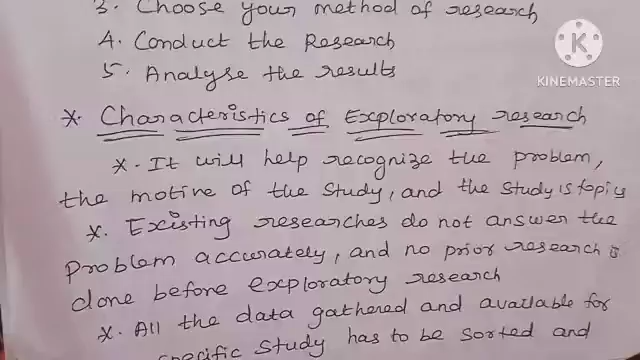 3. Choose your method of research
4. Conduct the Research
5. Analyse the results
*. Characteristics of Exploratory research
*. It will help recognize the problem,
the motive of the study, and the study is topics
*. Existing researches do not answer the
problem accurately, and no prior research is
done before exploratory research
*. All the data gathered and available for
specific study has to be sorted and
K
KINEMASTER